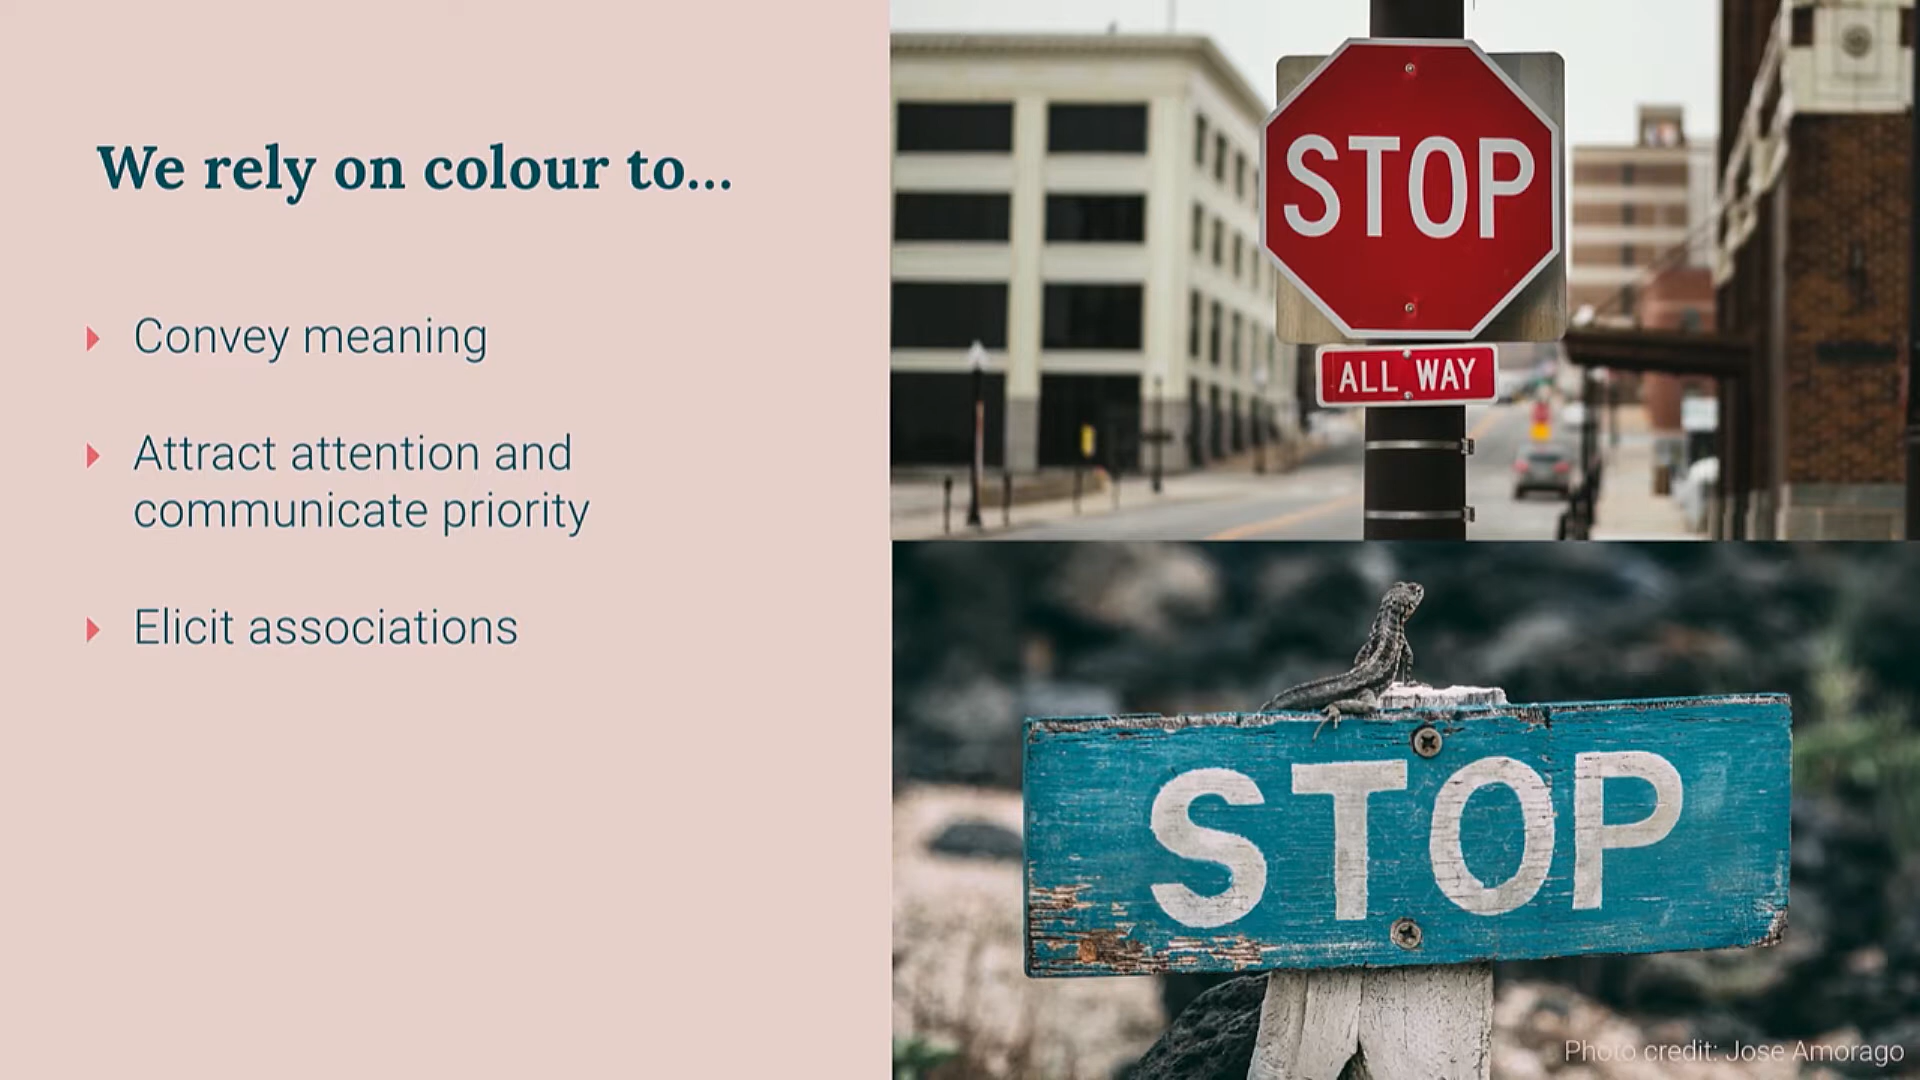 We rely on colour to...
Convey meaning
Attract attention and
communicate priority
Elicit associations
STOP
ALL WAY
STOP
Photo credit: Jose Amorago